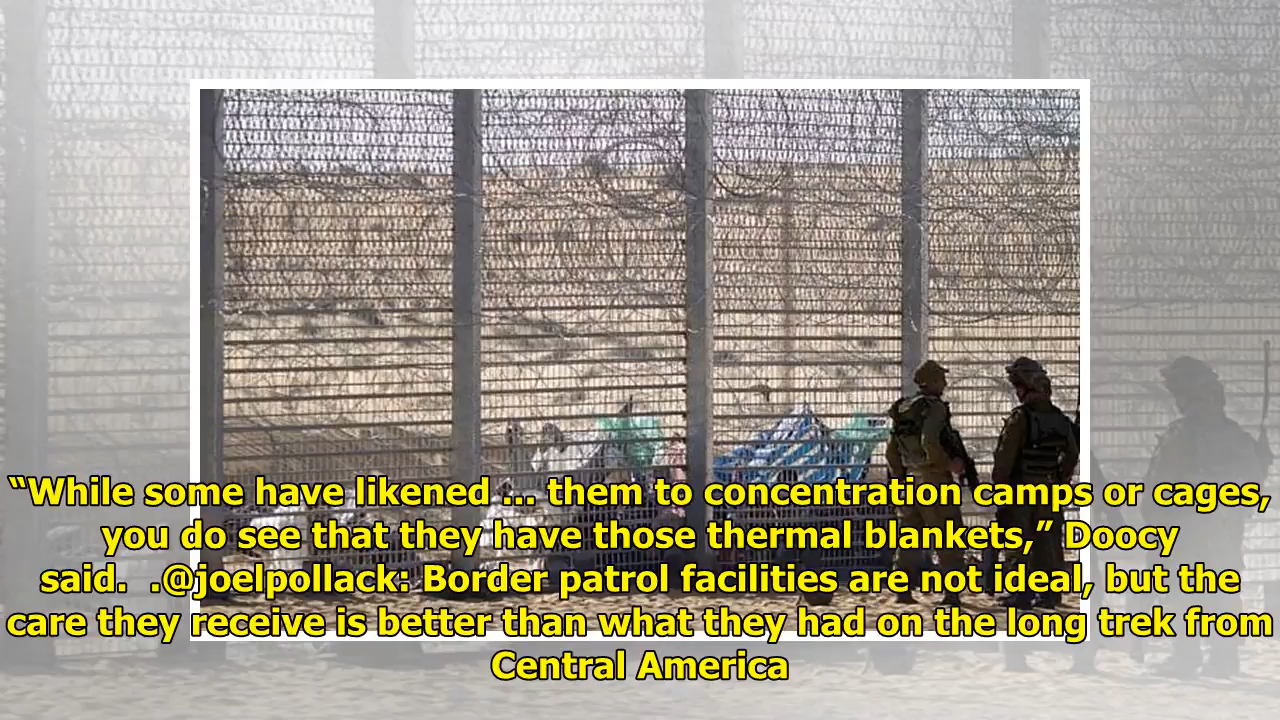 “While some have likened ... them to concentration camps or cages,
you do see that they have those thermal blankets,” Doocy
said.  .@joelpollack: Border patrol facilities are not ideal, but the
care they receive is better than what they had on the long trek from
Central America